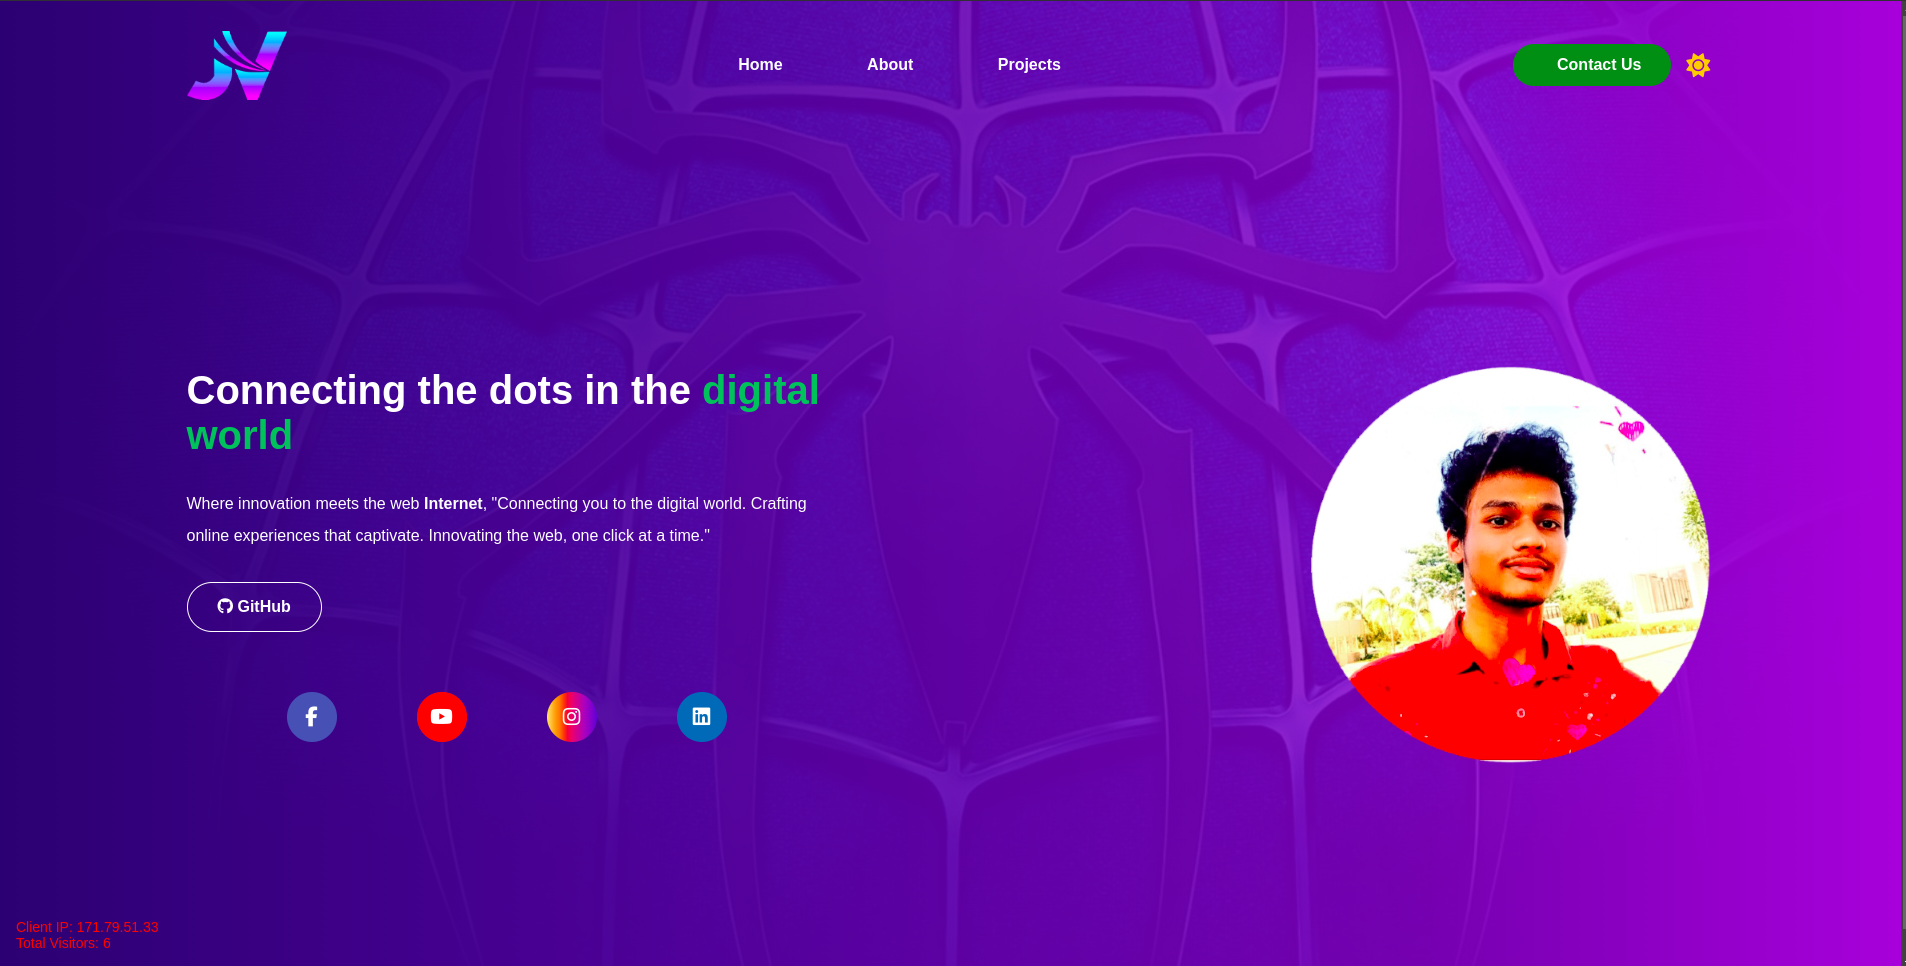 JV
Home
About
Projects
Contact Us
Connecting the dots in the digital
world
Where innovation meets the web Internet, "Connecting you to the digital world. Crafting
online experiences that captivate. Innovating the web, one click at a time."
GitHub
Client IP: 171.79.51.33
Total Visitors: 6